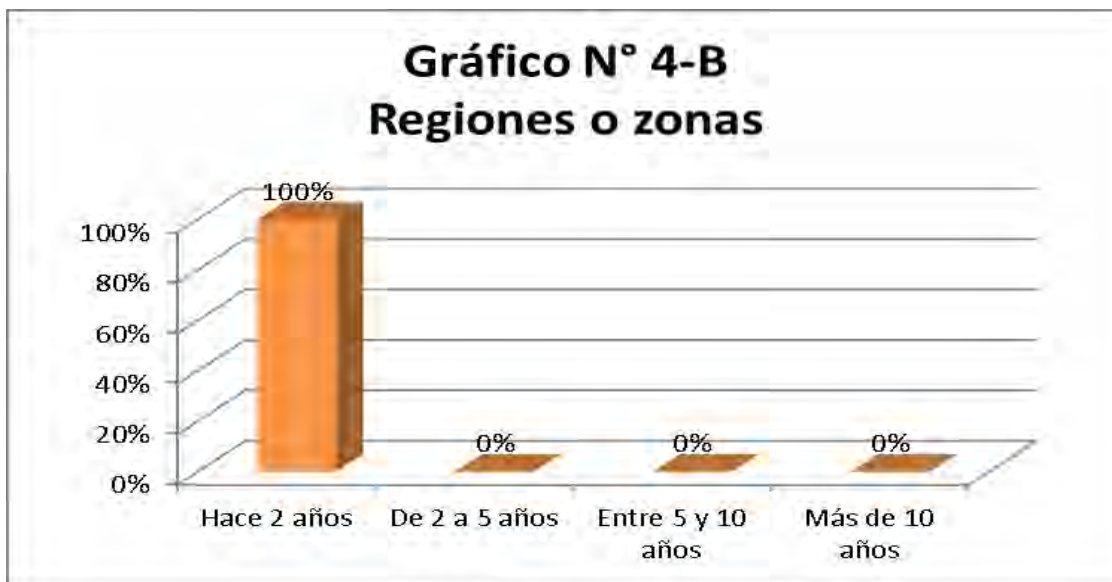 Gráfico N° 4-B
Regiones o zonas
100%
100%
80%
60%
40%
20%
0%
0%
0%
0%
Hace 2 años
De 2 a 5 años
Entre 5 y 10
años
Más de 10
años